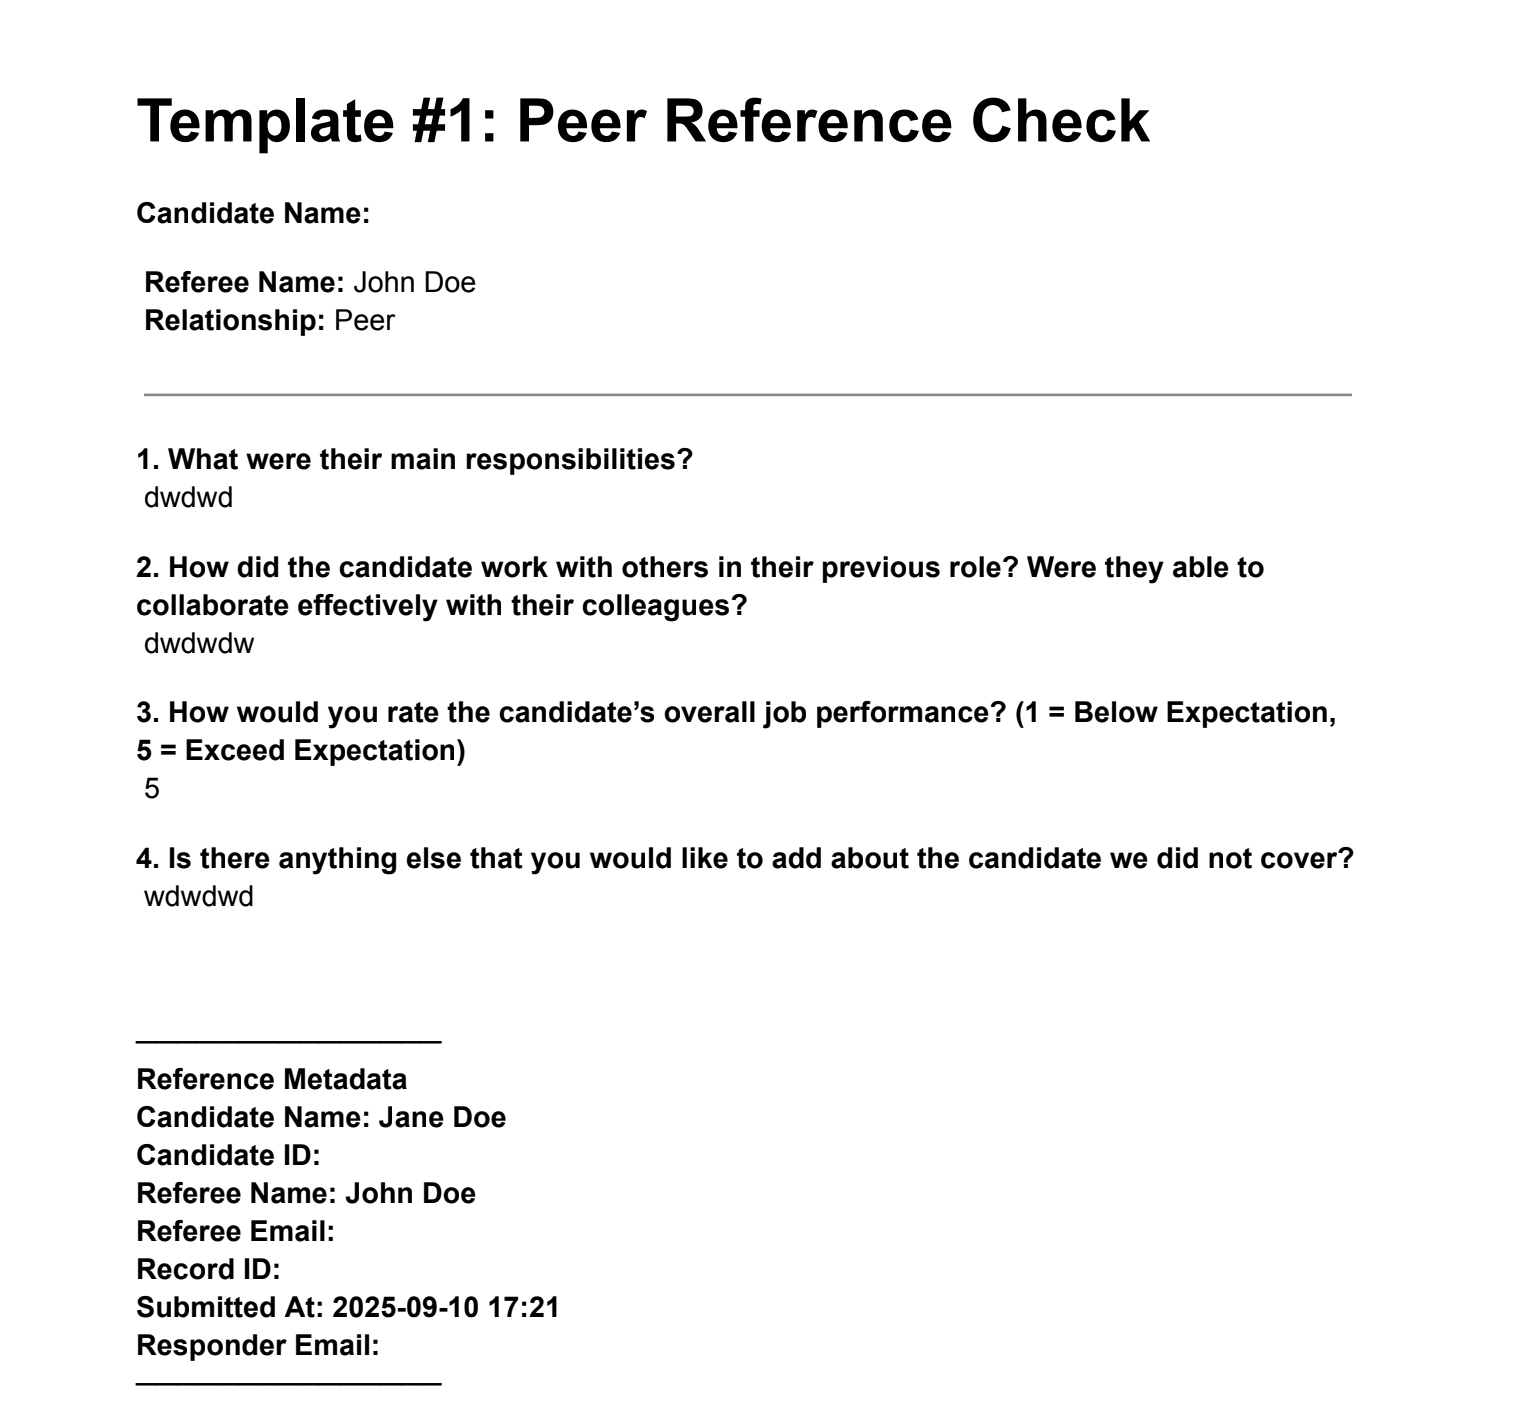 Template #1: Peer Reference Check
Candidate Name:
Referee Name: John Doe
Relationship: Peer
1. What were their main responsibilities?
dwdwd
2. How did the candidate work with others in their previous role? Were they able to
collaborate effectively with their colleagues?
dwdwdw
3. How would you rate the candidate’s overall job performance? (1 = Below Expectation,
5 = Exceed Expectation)
5
4. Is there anything else that you would like to add about the candidate we did not cover?
wdwdwd
Reference Metadata
Candidate Name: Jane Doe
Candidate ID:
Referee Name: John Doe
Referee Email:
Record ID:
Submitted At: 2025-09-10 17:21
Responder Email: